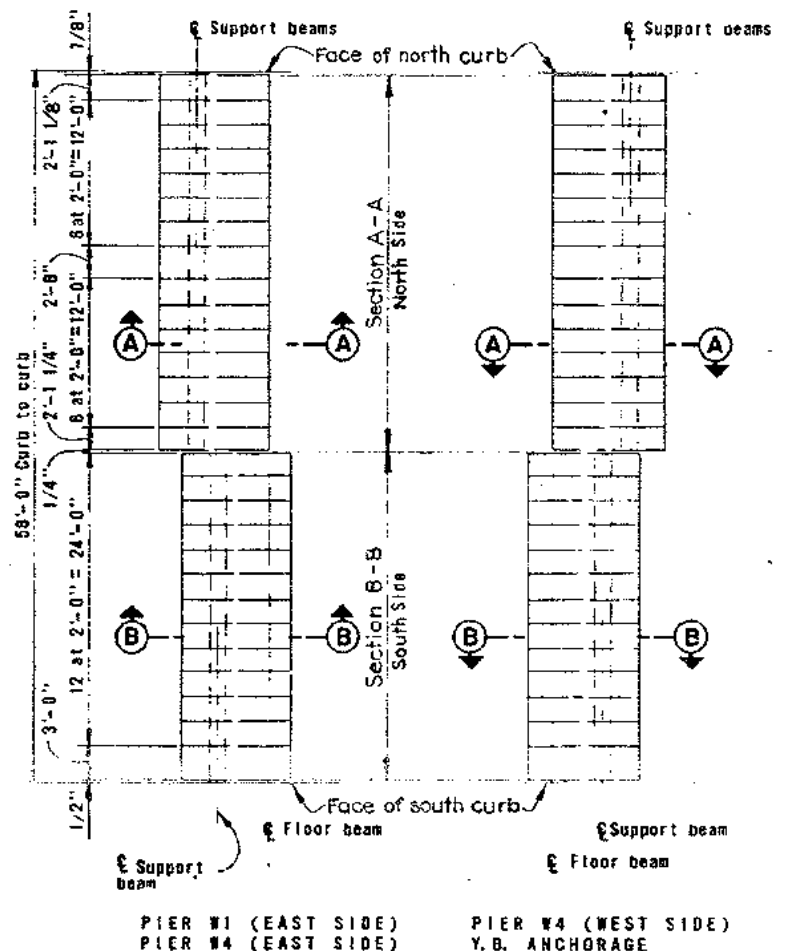 ℄ Support beams
℄ Support beams
Face of north curb
7/8"
2'-1 1/8"
6 at 2'-0"=12'-0"
2'-8"
6 at 2'-0"=12'-0"
2'-1 1/4"
58'-0" Curb to curb
1/4"
12 at 2'-0" = 24'-0"
3'-0"
1/2"
Section A-A
North Side
A
A
A
A
Section B-B
South Side
B
B
B
B
Face of south curb
℄ Floor beam
℄ Support beam
℄ Support
beam
℄ Floor beam
PIER W1 (EAST SIDE)
PIER W4 (EAST SIDE)
PIER W4 (WEST SIDE)
Y.B. ANCHORAGE